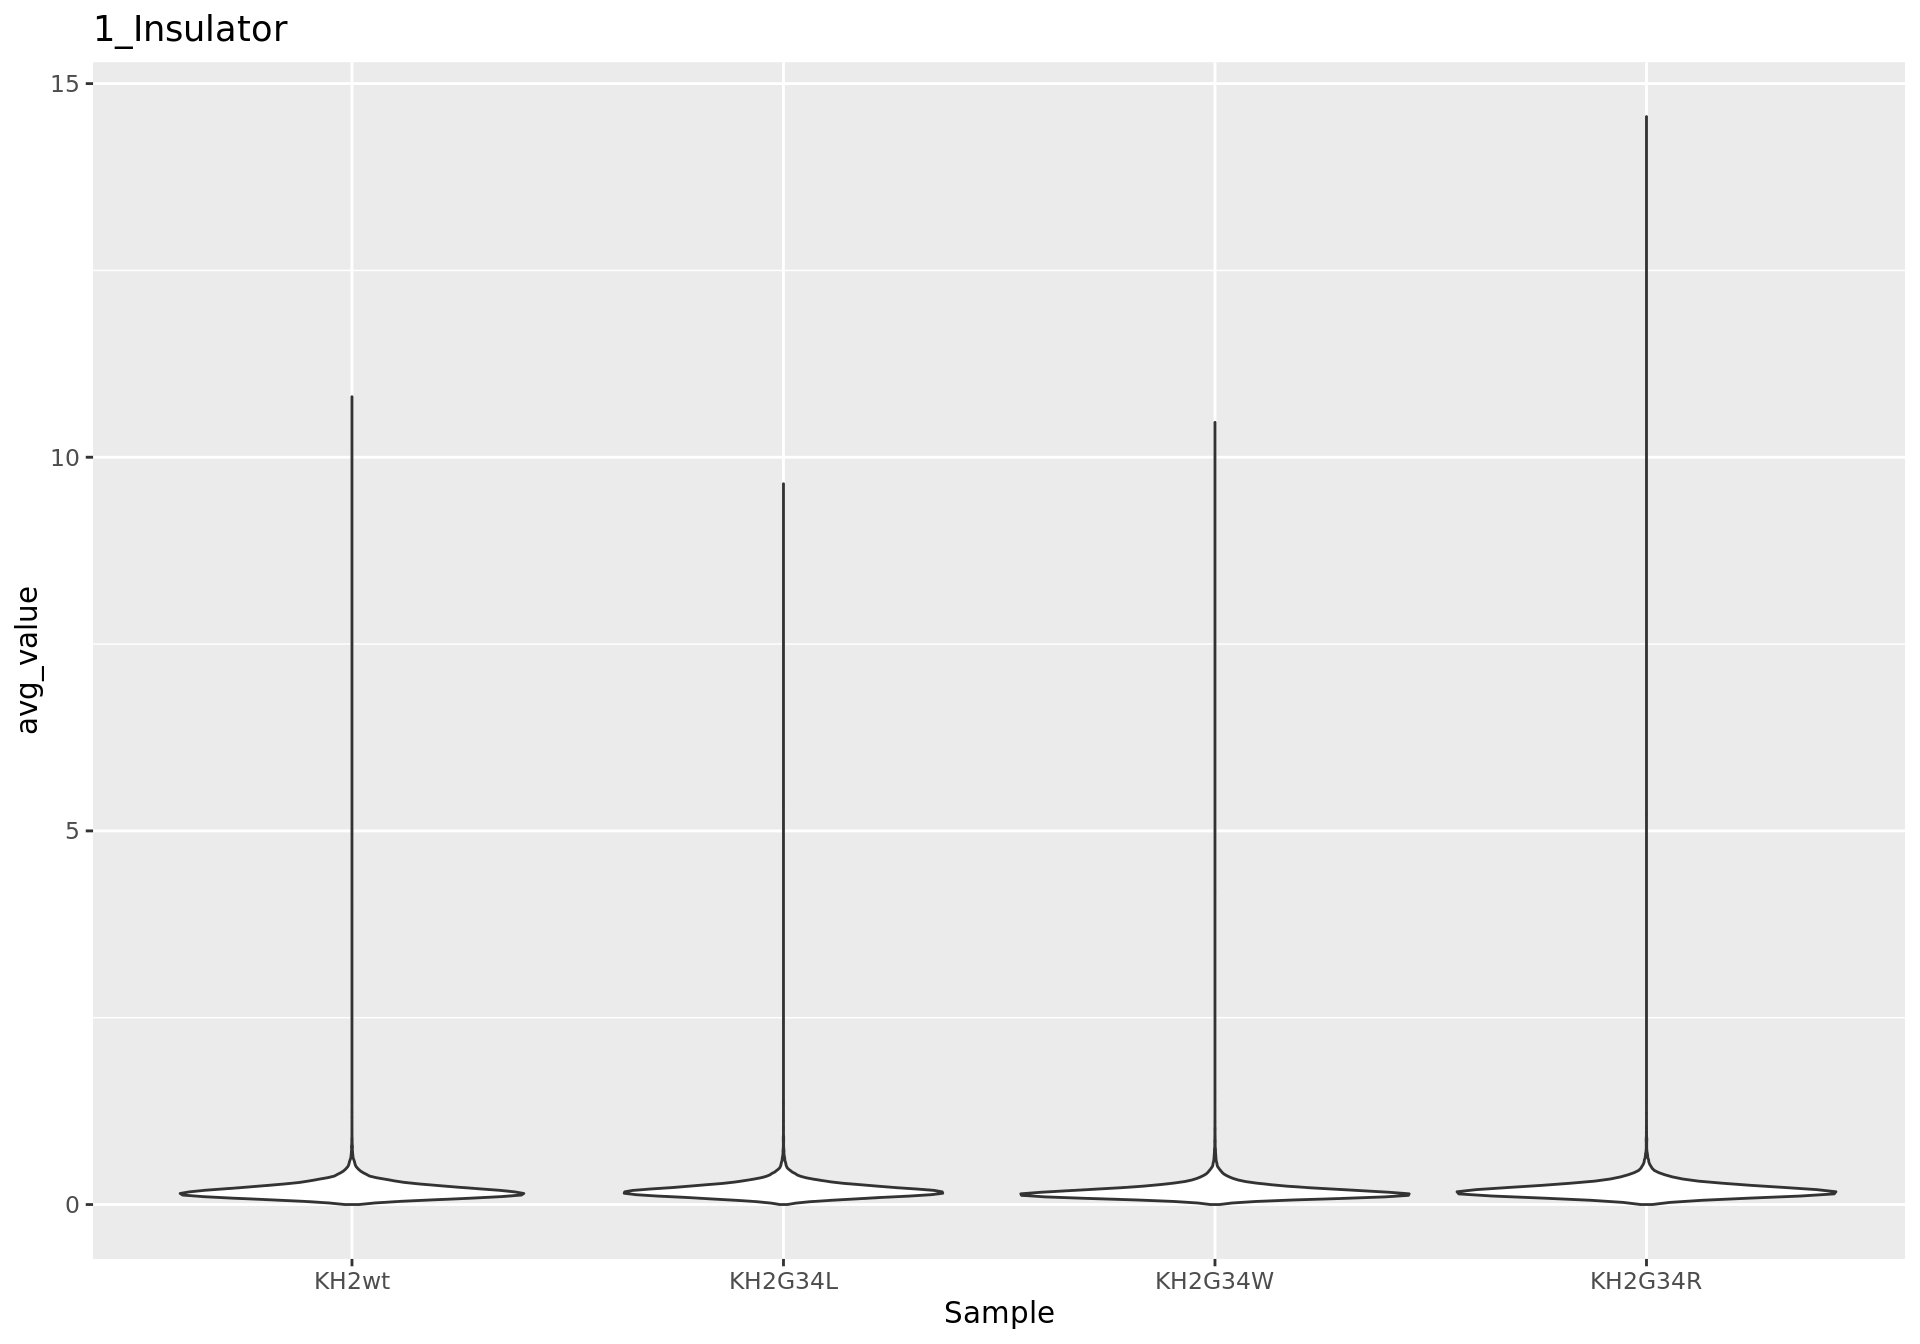 1_Insulator
15
10
5
0
avg_value
KH2wt KH2G34L KH2G34W KH2G34R
Sample